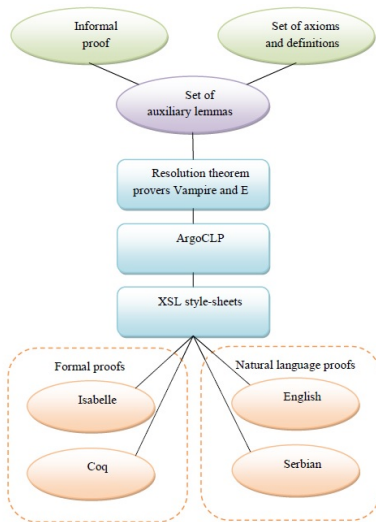 Informal
proof
Set of axioms
and definitions
Set of
auxiliary lemmas
Resolution theorem
provers Vampire and E
ArgoCLP
XSL style-sheets
Formal proofs
Isabelle
Coq
Natural language proofs
English
Serbian